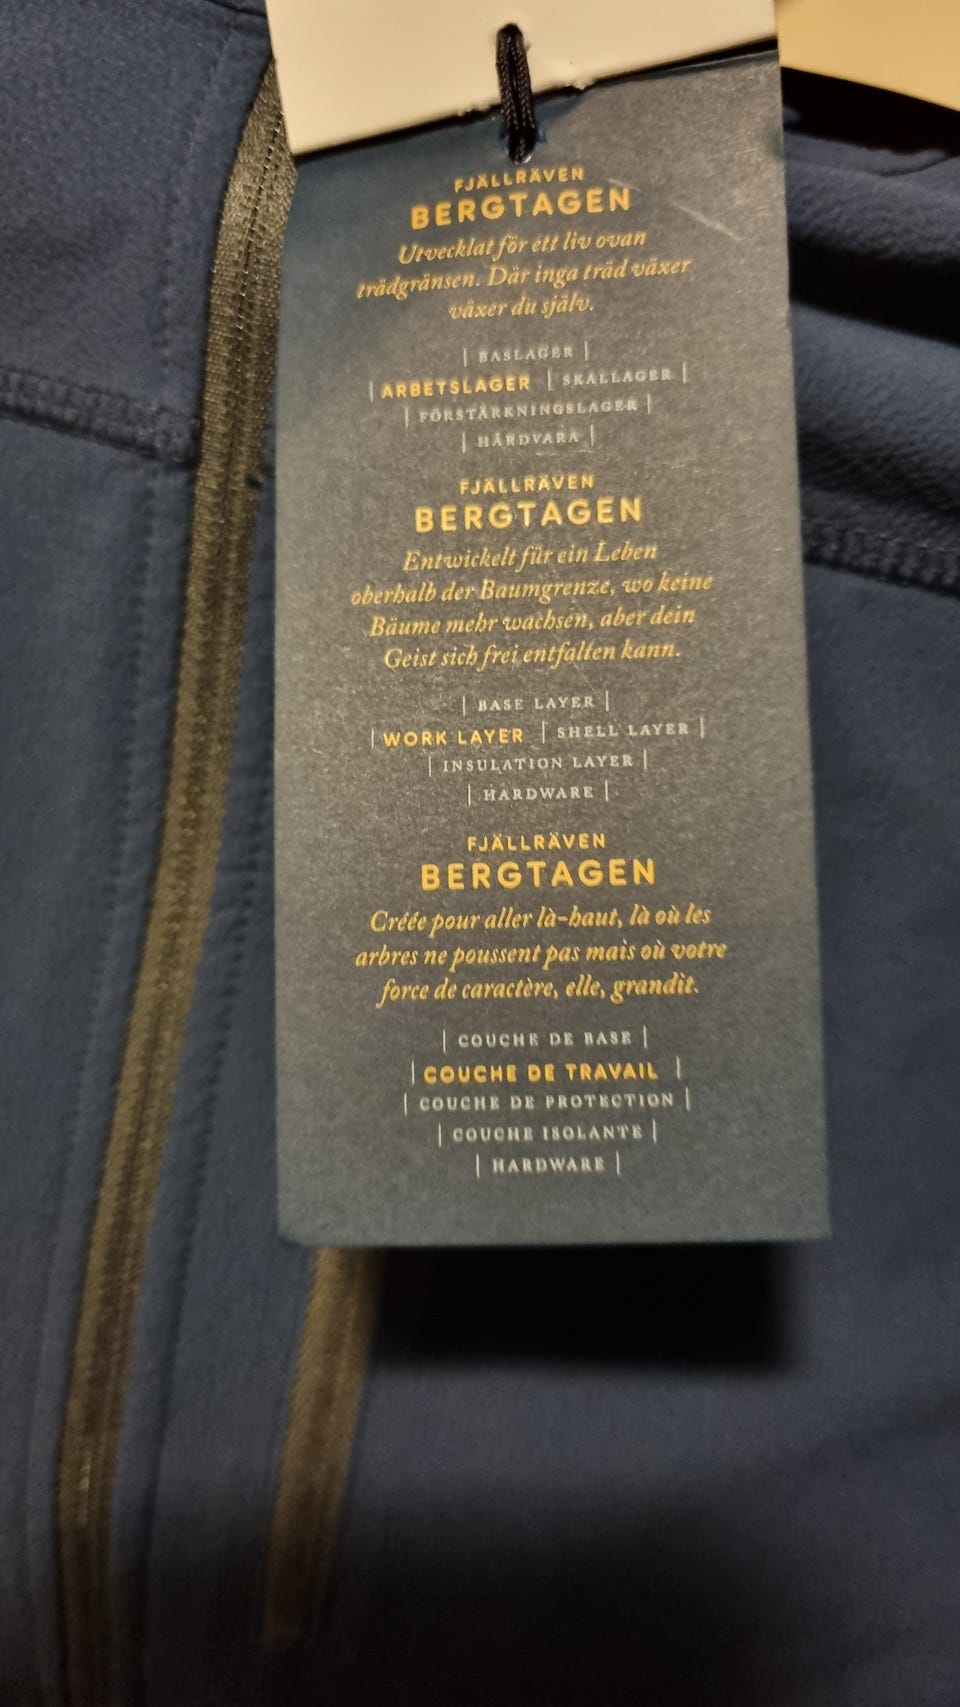 FJÄLLRÄVEN
BERGTAGEN
Utvecklat för ett liv ovan
trädgränsen. Där inga träd växer
växer du själv.
| BASLAGER |
| ARBETSLAGER | SKALLAGER |
| FÖRSTÄRKNINGSLAGER |
| HÅRDVARA |
FJÄLLRÄVEN
BERGTAGEN
Entwickelt für ein Leben
oberhalb der Baumgrenze, wo keine
Bäume mehr wachsen, aber dein
Geist sich frei entfalten kann.
| BASE LAYER |
| WORK LAYER | SHELL LAYER |
| INSULATION LAYER |
| HARDWARE |
FJÄLLRÄVEN
BERGTAGEN
Créée pour aller là-haut, là où les
arbres ne poussent pas mais où votre
force de caractère, elle, grandit.
| COUCHE DE BASE |
| COUCHE DE TRAVAIL |
| COUCHE DE PROTECTION |
| COUCHE ISOLANTE |
| HARDWARE |